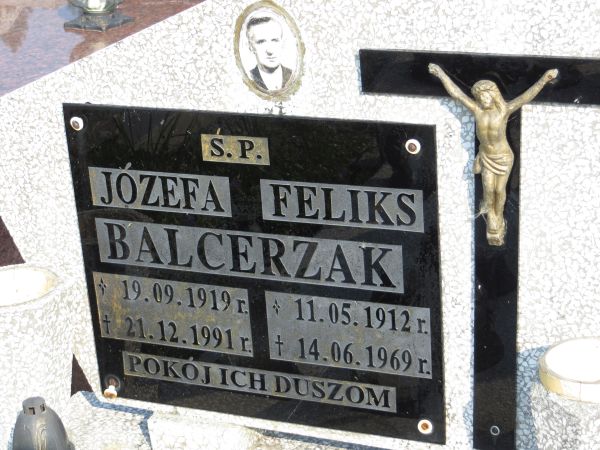 S.P.
JÓZEFA FELIKS
BALCERZAK
19.09.1919 r. 11.05.1912 r.
† 21.12.1991 r. † 14.06.1969 r.
POKÓJ ICH DUSZOM